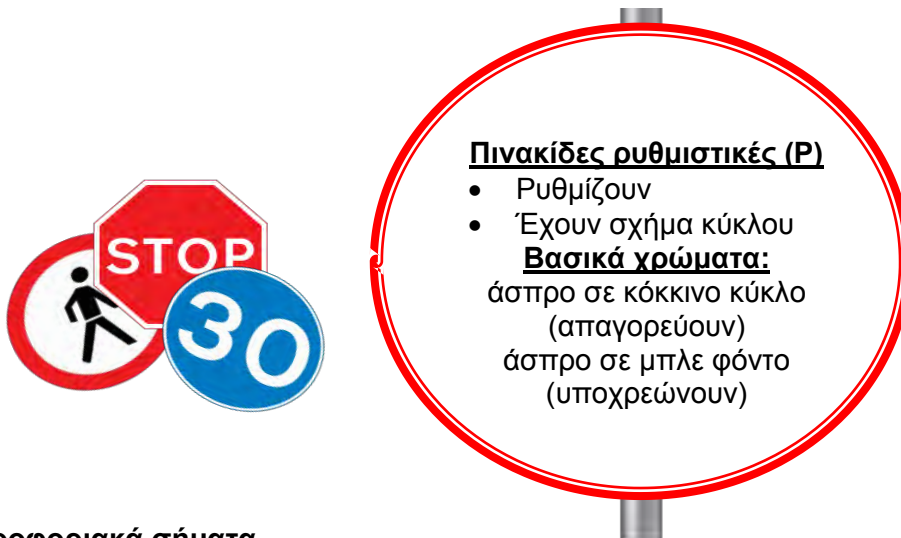 Πινακίδες ρυθμιστικές (Ρ)
• Ρυθμίζουν
• Έχουν σχήμα κύκλου
Βασικά χρώματα:
άσπρο σε κόκκινο κύκλο
(απαγορεύουν)
άσπρο σε μπλε φόντο
(υποχρεώνουν)
STOP
30